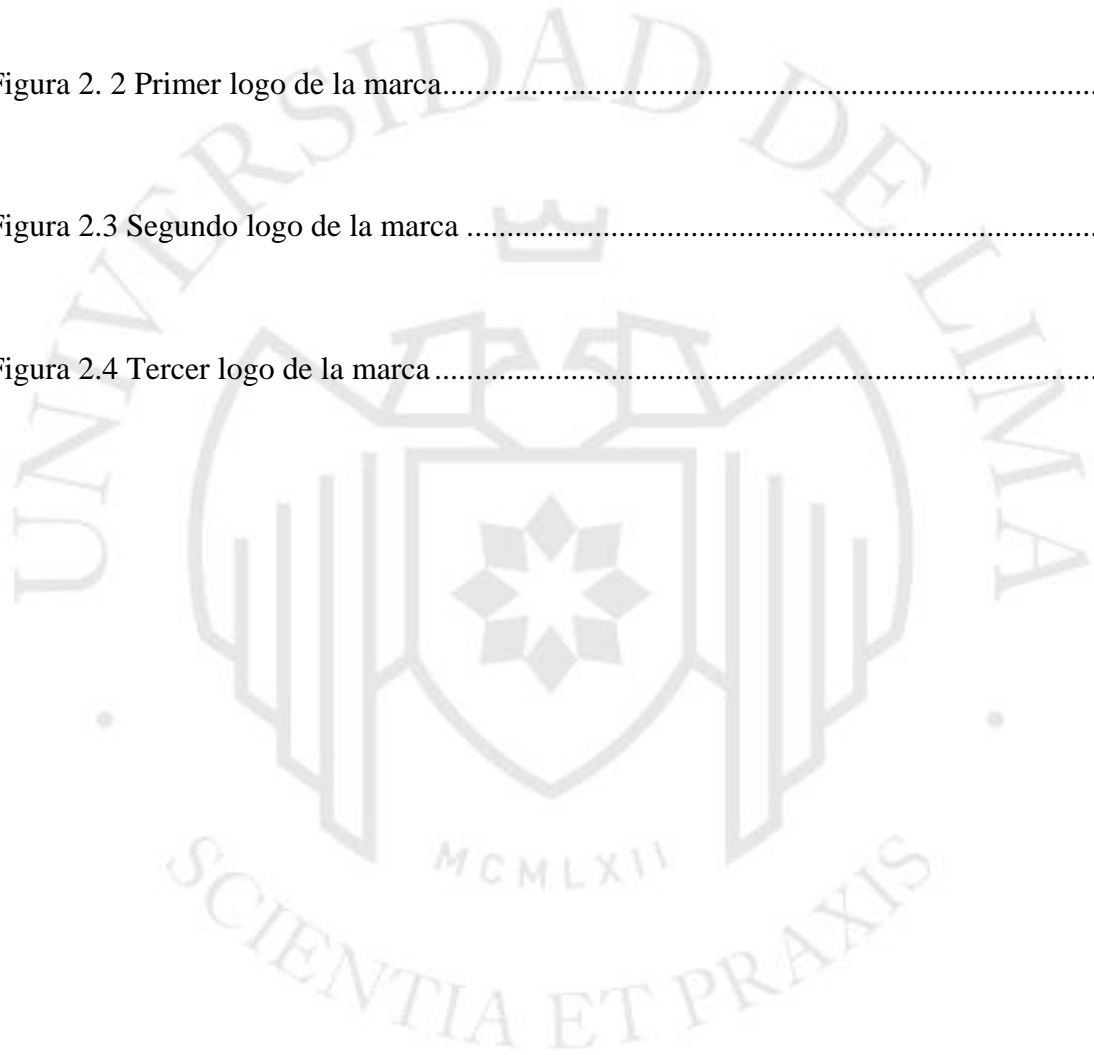 Figura 2. 2 Primer logo de la marca..............................................................................
Figura 2.3 Segundo logo de la marca ...........................................................................
Figura 2.4 Tercer logo de la marca ...............................................................................
UNIVERSIDAD DE LIMA
MCMLXII
SCIENTIA ET PRAXIS